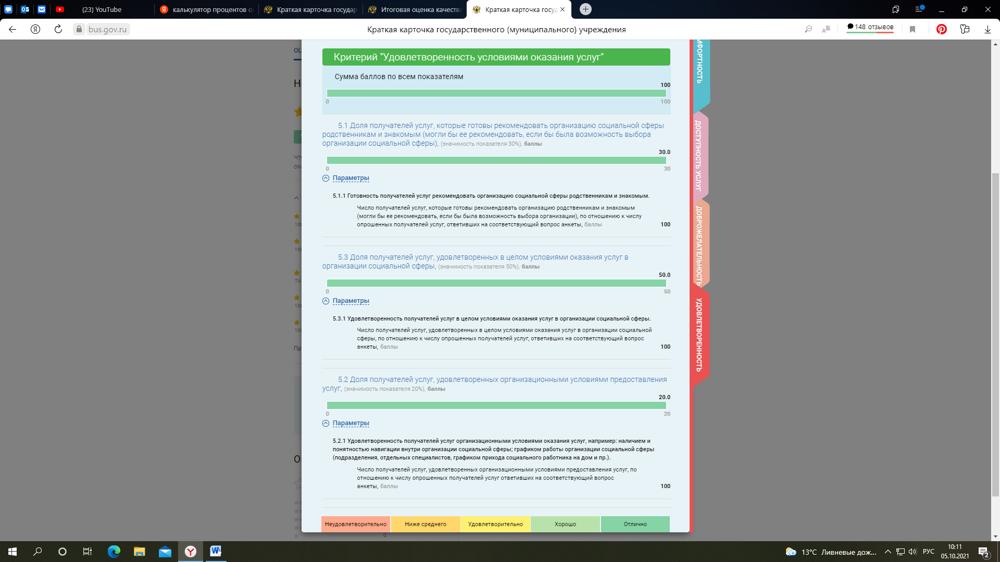 (23) YouTube
калькулятор процентов о
Краткая карточка государ
Итоговая оценка качества
Краткая карточка госу
bus.gov.ru
Краткая карточка государственного (муниципального) учреждения
148 отзывов
Критерий "Удовлетворенность условиями оказания услуг"
Сумма баллов по всем показателям
100
0
100
5.1 Доля получателей услуг, которые готовы рекомендовать организацию социальной сферы
родственникам и знакомым (могли бы ее рекомендовать, если бы была возможность выбора
организации социальной сферы), (значимость показателя 30%), баллы
30.0
0
30
Параметры
5.1.1 Готовность получателей услуг рекомендовать организацию социальной сферы родственникам и знакомым.
Число получателей услуг, которые готовы рекомендовать организацию родственникам и знакомым
(могли бы ее рекомендовать, если бы была возможность выбора организации), по отношению к числу
опрошенных получателей услуг, ответивших на соответствующий вопрос анкеты, баллы 100
5.3 Доля получателей услуг, удовлетворенных в целом условиями оказания услуг в
организации социальной сферы, (значимость показателя 50%), баллы
50.0
0
50
Параметры
5.3.1 Удовлетворенность получателей услуг в целом условиями оказания услуг в организации социальной сферы.
Число получателей услуг, удовлетворенных в целом условиями оказания услуг в организации социальной
сферы, по отношению к числу опрошенных получателей услуг, ответивших на соответствующий вопрос
анкеты, баллы 100
5.2 Доля получателей услуг, удовлетворенных организационными условиями предоставления
услуг, (значимость показателя 20%), баллы
20.0
0
20
Параметры
5.2.1 Удовлетворенность получателей услуг организационными условиями оказания услуг, например: наличием и
понятностью навигации внутри организации социальной сферы; графиком работы организации социальной сферы
(подразделения, отдельных специалистов, графиком прихода социального работника на дом и пр.).
Число получателей услуг, удовлетворенных организационными условиями предоставления услуг, по
отношению к числу опрошенных получателей услуг ответивших на соответствующий вопрос
анкеты, баллы 100
Неудовлетворительно
Ниже среднего
Удовлетворительно
Хорошо
Отлично
МФОРТНОСТЬ
ДОСТУПНОСТЬ УСЛУГ
ДОБРОЖЕЛАТЕЛЬНОСТЬ
УДОВЛЕТВОРЕННОСТЬ
13°C Ливневые дож...
РУС
10:11
05.10.2021
2